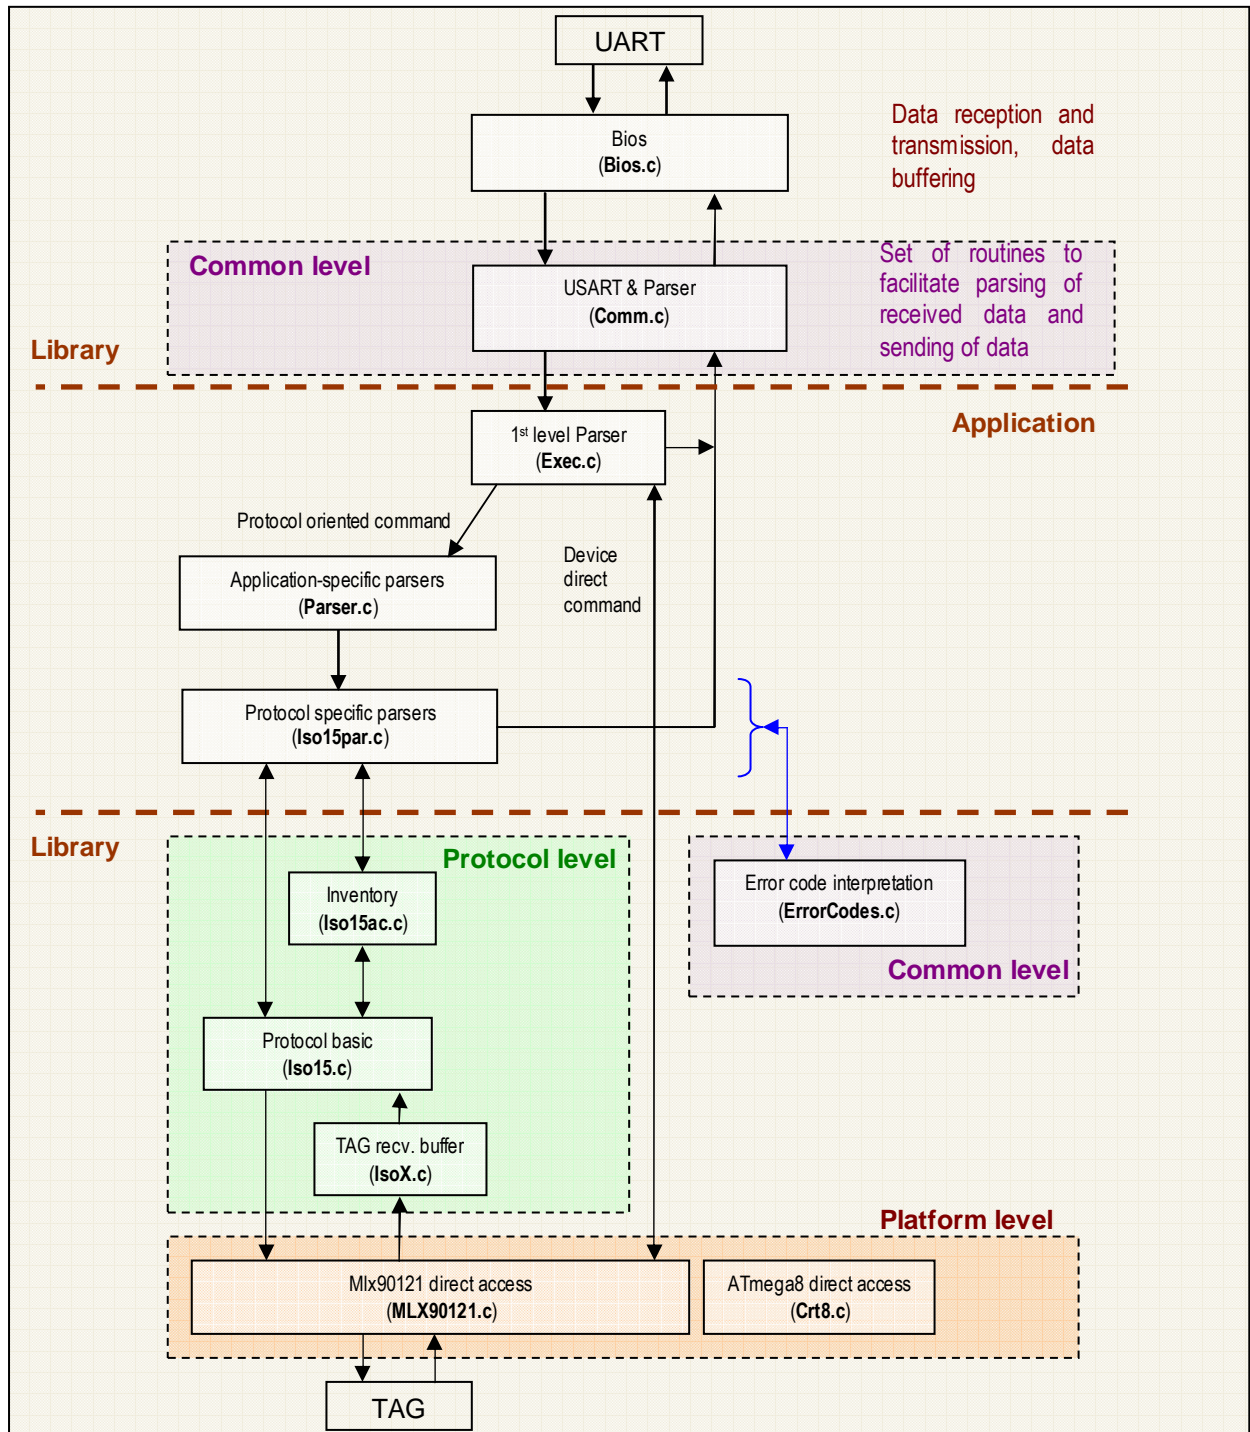 UART
Bios
(Bios.c)
Data reception and
transmission, data
buffering
Common level
USART & Parser
(Comm.c)
Set of routines to
facilitate parsing of
received data and
sending of data
Library
Application
1st level Parser
(Exec.c)
Protocol oriented command
Device
direct
command
Application-specific parsers
(Parser.c)
Protocol specific parsers
(Iso15par.c)
Library
Protocol level
Inventory
(Iso15ac.c)
Error code interpretation
(ErrorCodes.c)
Common level
Protocol basic
(Iso15.c)
TAG recv. buffer
(IsoX.c)
Platform level
Mlx90121 direct access
(MLX90121.c)
ATmega8 direct access
(Crt8.c)
TAG